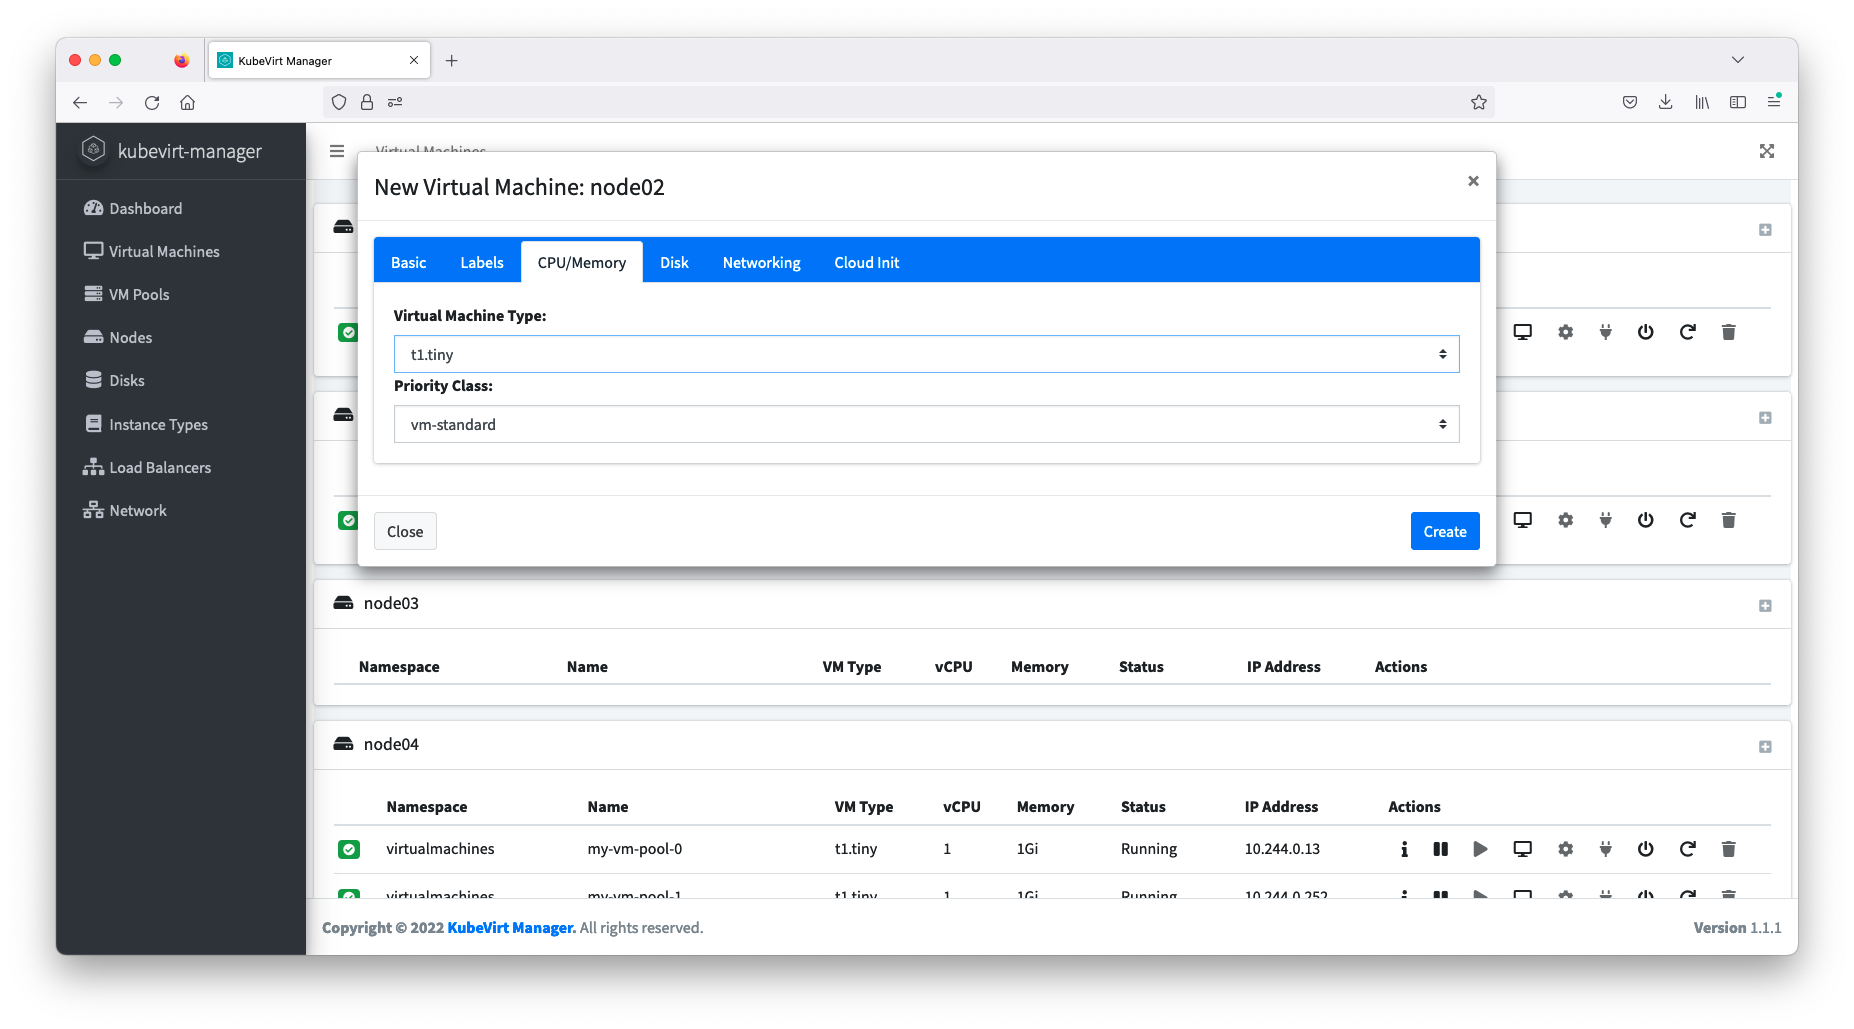 KubeVirt Manager
kubevirt-manager
Virtual Machines
Dashboard
Virtual Machines
VM Pools
Nodes
Disks
Instance Types
Load Balancers
Network
New Virtual Machine: node02
Basic Labels CPU/Memory Disk Networking Cloud Init
Virtual Machine Type:
t1.tiny
Priority Class:
vm-standard
Close Create
node03
Namespace Name VM Type vCPU Memory Status IP Address Actions
node04
Namespace Name VM Type vCPU Memory Status IP Address Actions
virtualmachines my-vm-pool-0 t1.tiny 1 1Gi Running 10.244.0.13
virtualmachines my-vm-pool-1 t1.tiny 1 1Gi Running 10.244.0.252
Copyright © 2022 KubeVirt Manager. All rights reserved. Version 1.1.1